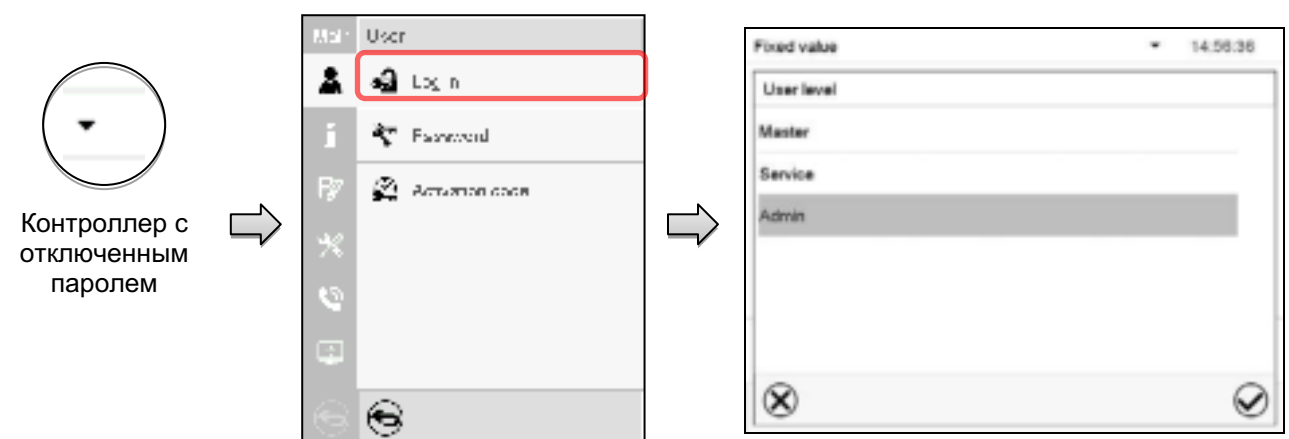 Контроллер с
отключенным
паролем
User
Log in
Password
Activation code
Fixed value 14:56:36
User level
Master
Service
Admin